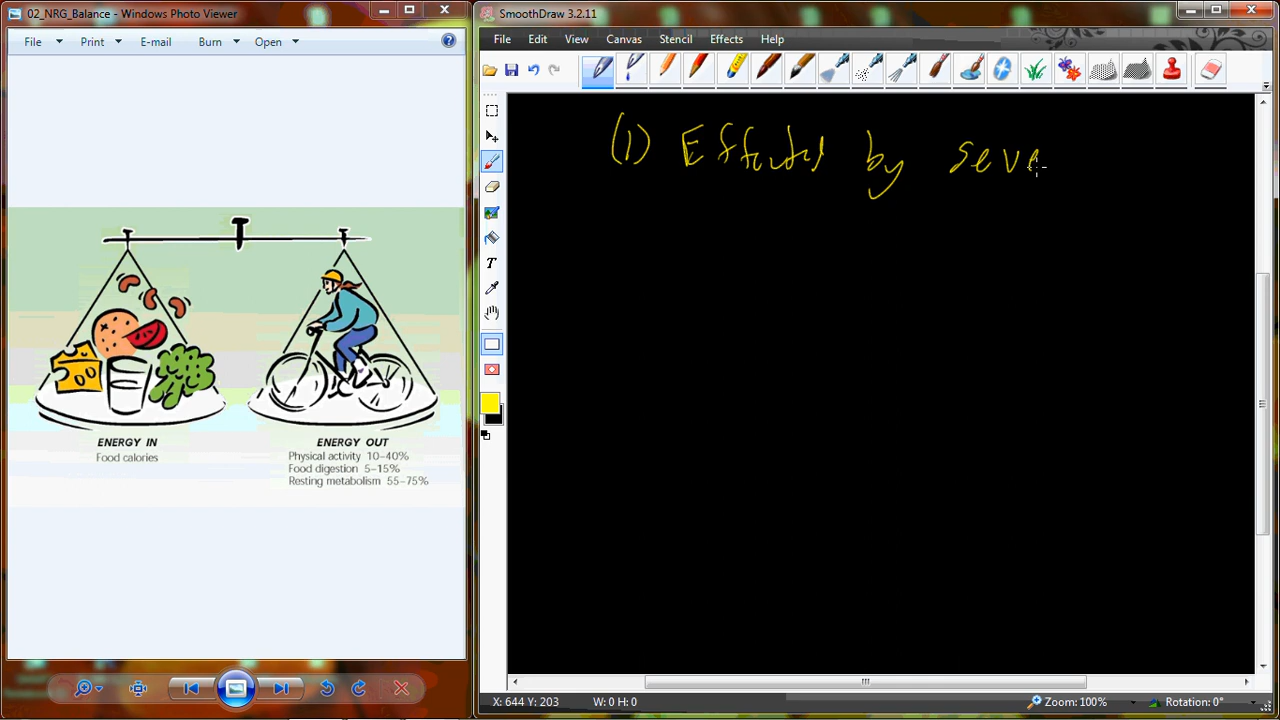 02_NRG_Balance - Windows Photo Viewer
File Print E-mail Burn Open
ENERGY IN
Food calories
ENERGY OUT
Physical activity 10–40%
Food digestion 5–15%
Resting metabolism 55–75%
SmoothDraw 3.2.11
File Edit View Canvas Stencil Effects Help
(1) Effected by seve
X: 644 Y: 203 W: 0 H: 0 Zoom: 100% Rotation: 0°